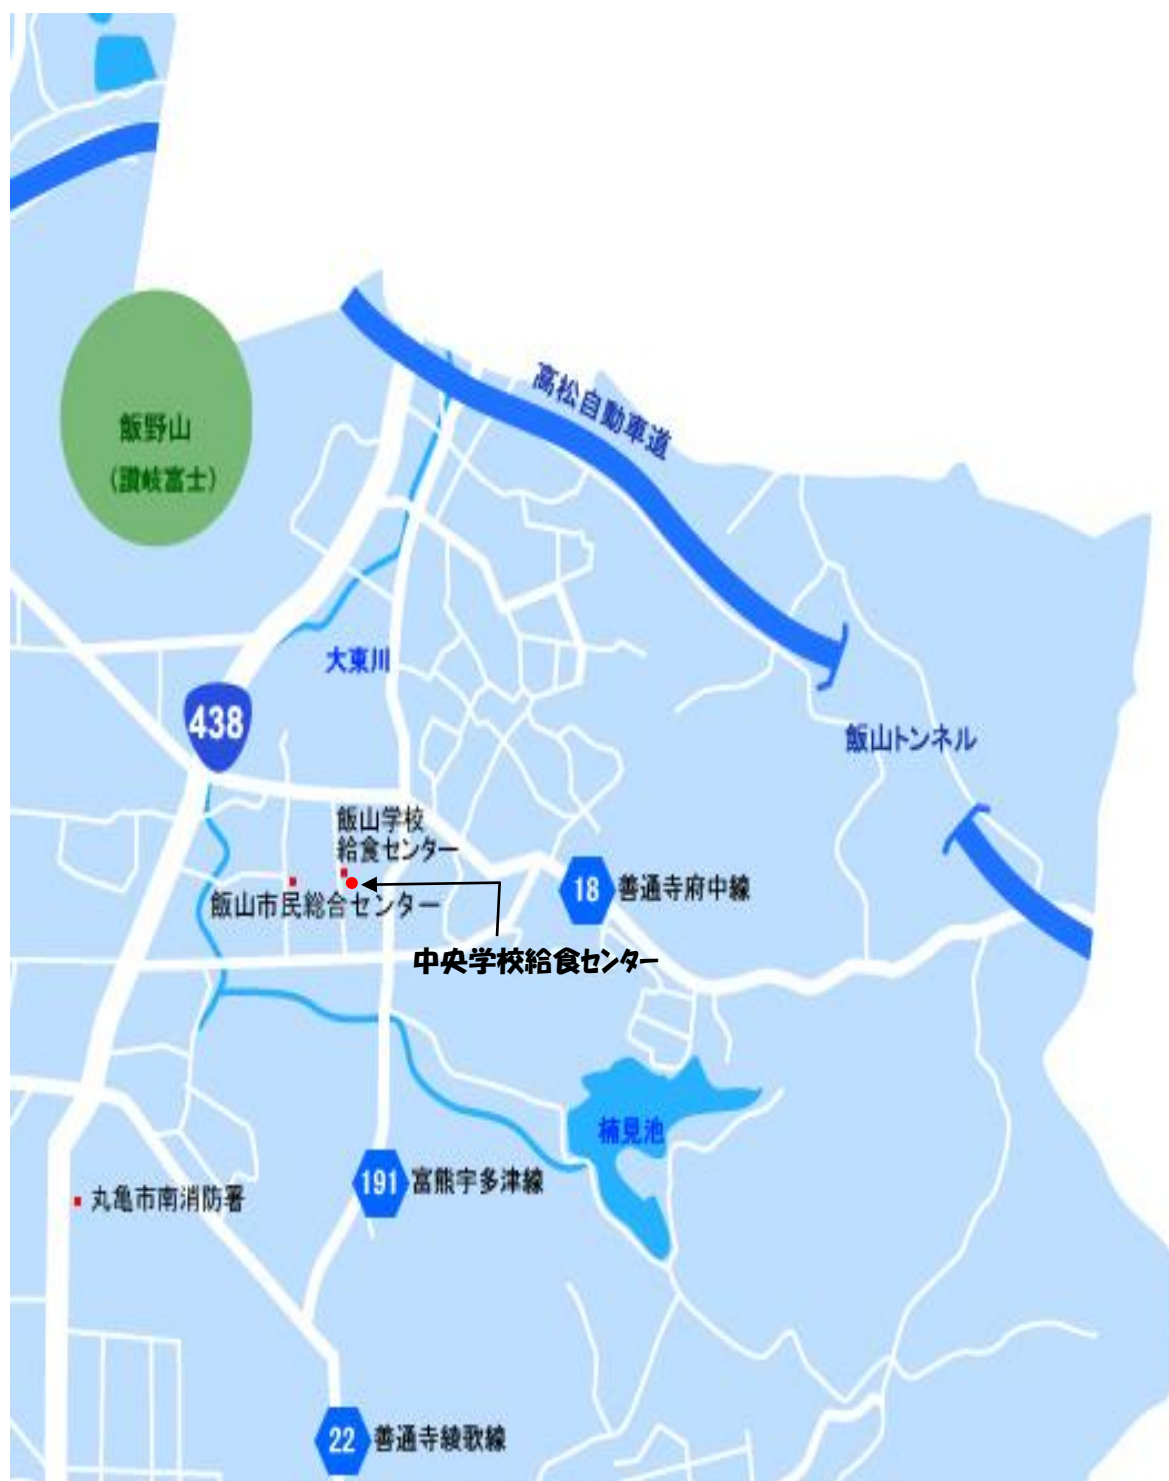 高松自動車道
飯野山
(讃岐富士)
大東川
438
飯山トンネル
飯山学校
給食センター
18 善通寺府中線
飯山市民総合センター
中央学校給食センター
楠見池
191 富熊宇多津線
丸亀市南消防署
22 善通寺綾歌線